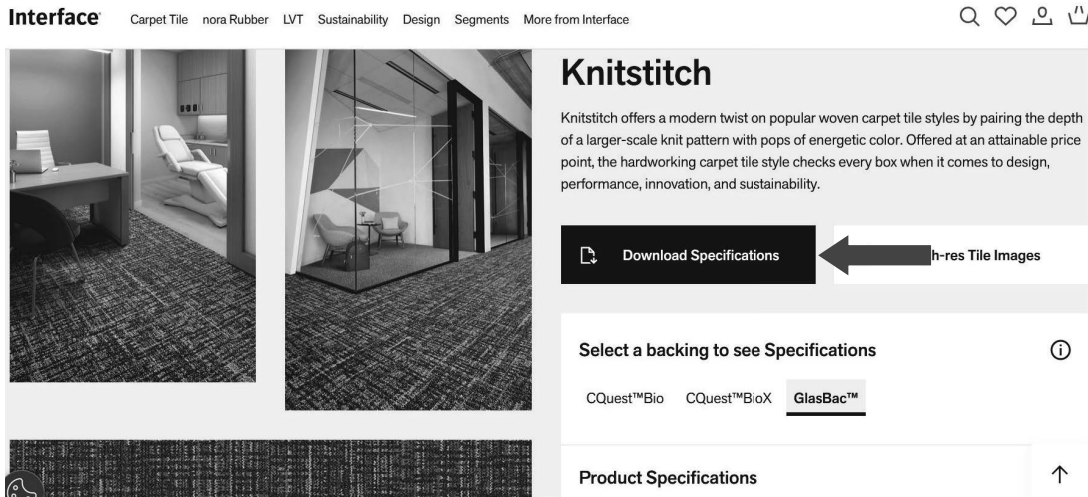 Interface
Carpet Tile nora Rubber LVT Sustainability Design Segments More from Interface
Knitstitch
Knitstitch offers a modern twist on popular woven carpet tile styles by pairing the depth
of a larger-scale knit pattern with pops of energetic color. Offered at an attainable price
point, the hardworking carpet tile style checks every box when it comes to design,
performance, innovation, and sustainability.
Download Specifications
h-res Tile Images
Select a backing to see Specifications
CQuest™Bio CQuest™BioX GlasBac™
Product Specifications